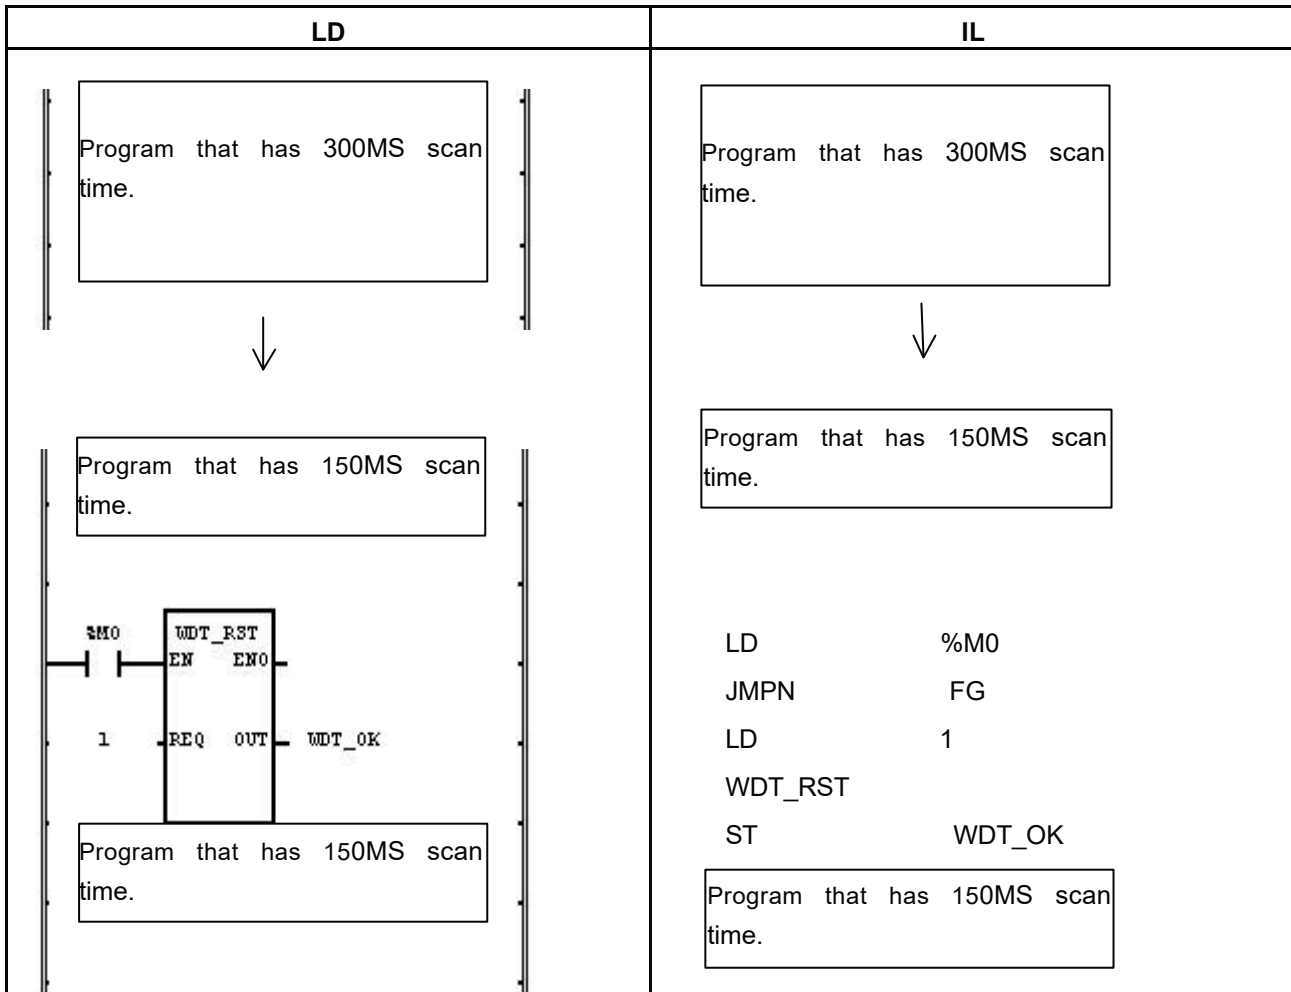 LD
IL
Program that has 300MS scan
time.
Program that has 150MS scan
time.
%M0
WDT_RST
EN ENO
1 REQ OUT WDT_OK
Program that has 150MS scan
time.
Program that has 300MS scan
time.
Program that has 150MS scan
time.
LD %M0
JMPN FG
LD 1
WDT_RST
ST WDT_OK
Program that has 150MS scan
time.